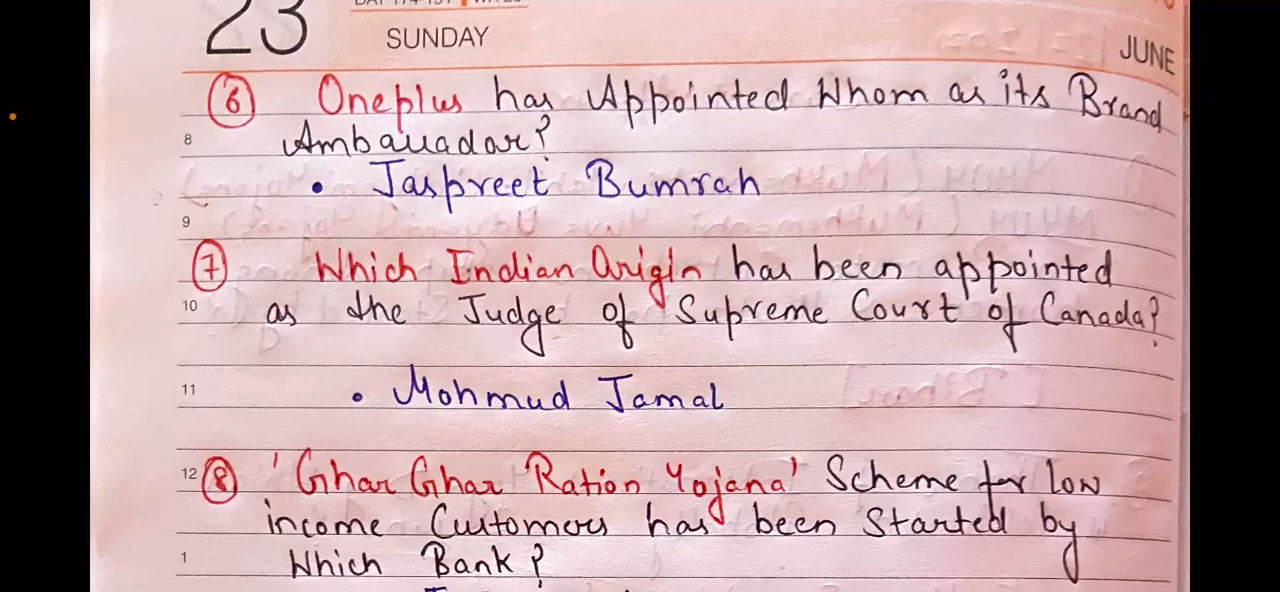 23
SUNDAY
JUNE
6 Oneplus has Appointed Whom as its Brand
8 Ambassador?
• Jaspreet Bumrah
9
7 Which Indian Origin has been appointed
10 as the Judge of Supreme Court of Canada?
11 • Mohmud Jamal
12 8 'Ghar Ghar Ration Yojana' Scheme for low
income Customers has been Started by
1 Which Bank?